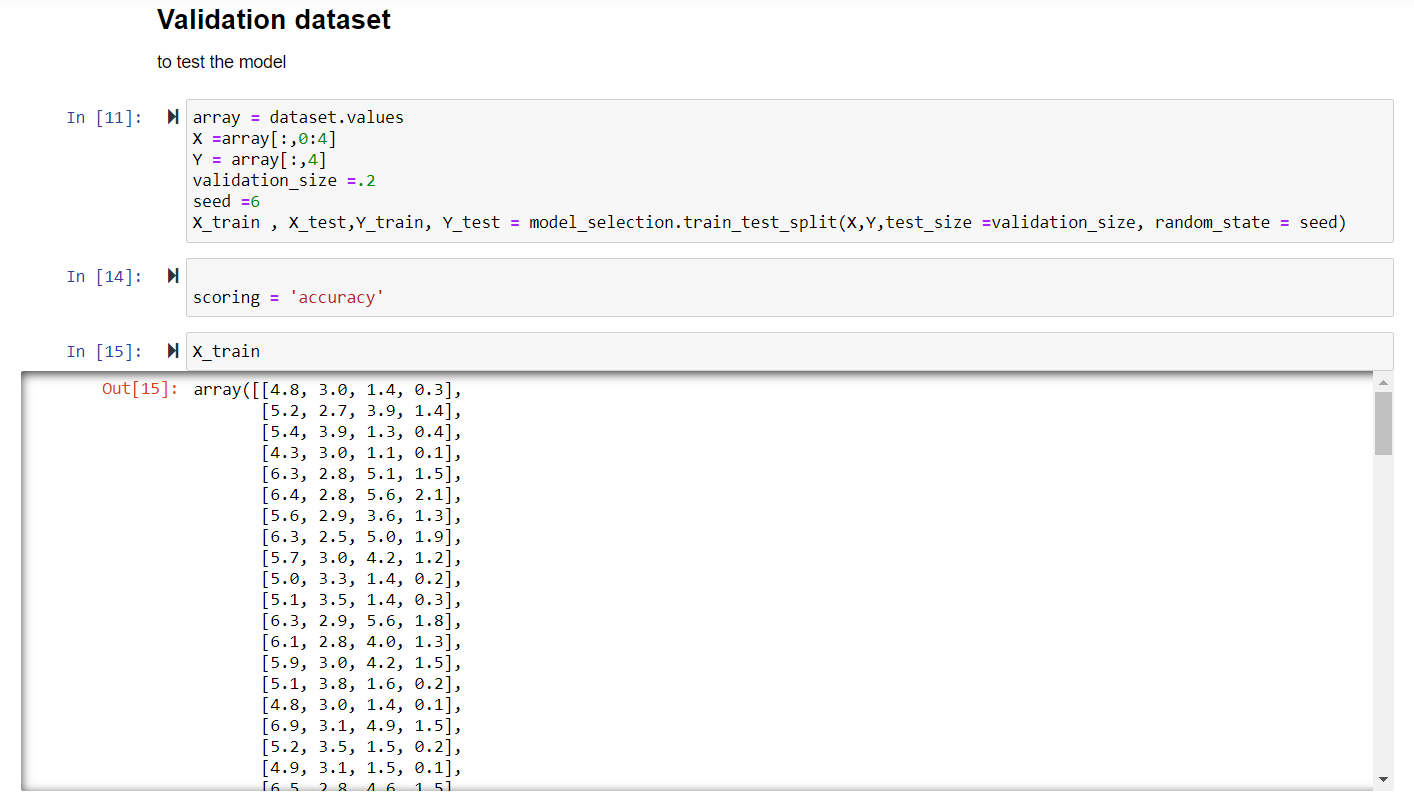 Validation dataset
to test the model
In [11]:
array = dataset.values
X =array[:,0:4]
Y = array[:,4]
validation_size =.2
seed =6
X_train , X_test,Y_train, Y_test = model_selection.train_test_split(X,Y,test_size =validation_size, random_state = seed)
In [14]:
scoring = 'accuracy'
In [15]: X_train
Out[15]: array([[4.8, 3.0, 1.4, 0.3],
[5.2, 2.7, 3.9, 1.4],
[5.4, 3.9, 1.3, 0.4],
[4.3, 3.0, 1.1, 0.1],
[6.3, 2.8, 5.1, 1.5],
[6.4, 2.8, 5.6, 2.1],
[5.6, 2.9, 3.6, 1.3],
[6.3, 2.5, 5.0, 1.9],
[5.7, 3.0, 4.2, 1.2],
[5.0, 3.3, 1.4, 0.2],
[5.1, 3.5, 1.4, 0.3],
[6.3, 2.9, 5.6, 1.8],
[6.1, 2.8, 4.0, 1.3],
[5.9, 3.0, 4.2, 1.5],
[5.1, 3.8, 1.6, 0.2],
[4.8, 3.0, 1.4, 0.1],
[6.9, 3.1, 4.9, 1.5],
[5.2, 3.5, 1.5, 0.2],
[4.9, 3.1, 1.5, 0.1],
[6.5, 2.8, 4.6, 1.5]